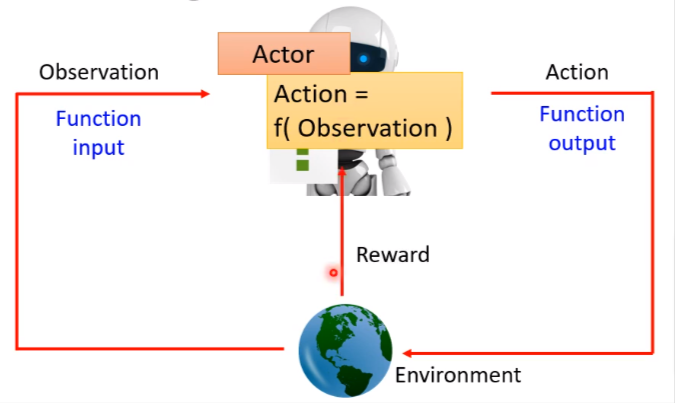 Actor
Observation
Action
Action =
f( Observation )
Function
input
Function
output
Reward
Environment